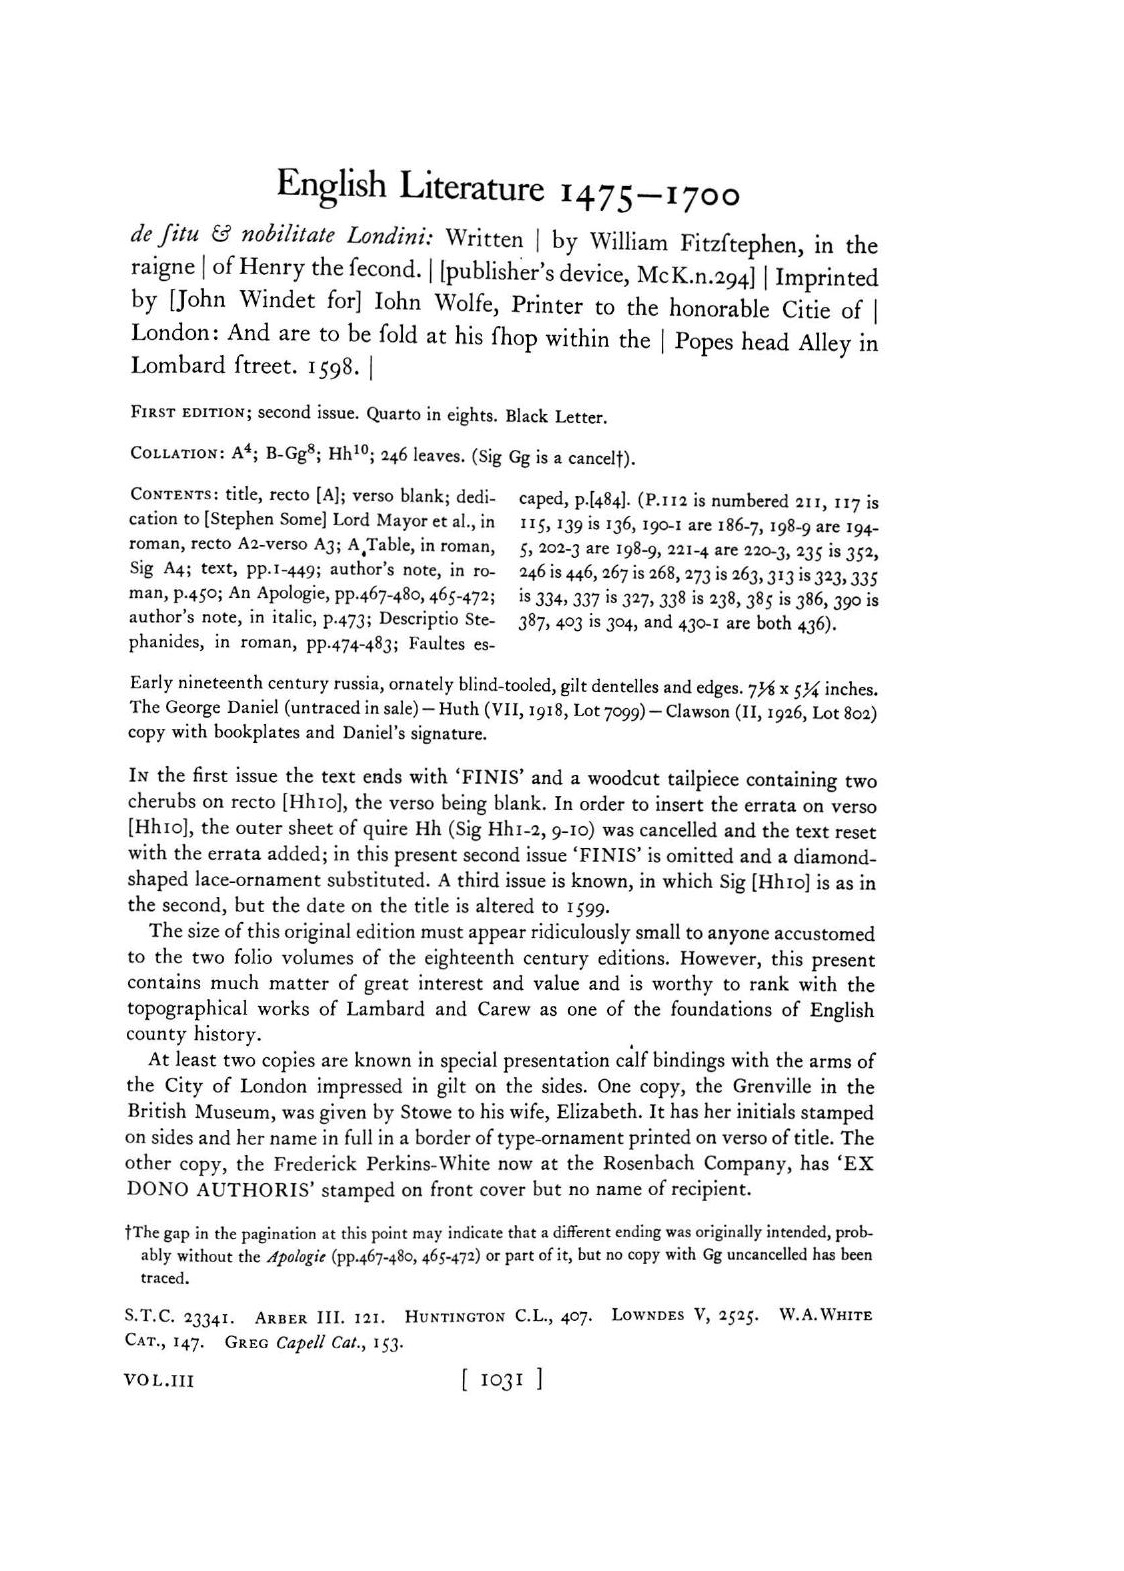 English Literature 1475–1700
de ſitu & nobilitate Londini: Written | by William Fitzſtephen, in the
raigne | of Henry the ſecond. | [publisher's device, McK.n.294] | Imprinted
by [John Windet for] Iohn Wolfe, Printer to the honorable Citie of |
London: And are to be ſold at his ſhop within the | Popes head Alley in
Lombard ſtreet. 1598. |
FIRST EDITION; second issue. Quarto in eights. Black Letter.
COLLATION: A⁴; B-Gg⁸; Hh¹⁰; 246 leaves. (Sig Gg is a cancel†).
CONTENTS: title, recto [A]; verso blank; dedi-
cation to [Stephen Some] Lord Mayor et al., in
roman, recto A2-verso A3; A Table, in roman,
Sig A4; text, pp.1-449; author's note, in ro-
man, p.450; An Apologie, pp.467-480, 465-472;
author's note, in italic, p.473; Descriptio Ste-
phanides, in roman, pp.474-483; Faultes es-
caped, p.[484]. (P.112 is numbered 211, 117 is
115, 139 is 136, 190-1 are 186-7, 198-9 are 194-
5, 202-3 are 198-9, 221-4 are 220-3, 235 is 352,
246 is 446, 267 is 268, 273 is 263, 313 is 323, 335
is 334, 337 is 327, 338 is 238, 385 is 386, 390 is
387, 403 is 304, and 430-1 are both 436).
Early nineteenth century russia, ornately blind-tooled, gilt dentelles and edges. 7⅛ x 5¼ inches.
The George Daniel (untraced in sale) — Huth (VII, 1918, Lot 7099) — Clawson (II, 1926, Lot 802)
copy with bookplates and Daniel's signature.
IN the first issue the text ends with 'FINIS' and a woodcut tailpiece containing two
cherubs on recto [Hh10], the verso being blank. In order to insert the errata on verso
[Hh10], the outer sheet of quire Hh (Sig Hh1-2, 9-10) was cancelled and the text reset
with the errata added; in this present second issue 'FINIS' is omitted and a diamond-
shaped lace-ornament substituted. A third issue is known, in which Sig [Hh10] is as in
the second, but the date on the title is altered to 1599.
The size of this original edition must appear ridiculously small to anyone accustomed
to the two folio volumes of the eighteenth century editions. However, this present
contains much matter of great interest and value and is worthy to rank with the
topographical works of Lambard and Carew as one of the foundations of English
county history.
At least two copies are known in special presentation calf bindings with the arms of
the City of London impressed in gilt on the sides. One copy, the Grenville in the
British Museum, was given by Stowe to his wife, Elizabeth. It has her initials stamped
on sides and her name in full in a border of type-ornament printed on verso of title. The
other copy, the Frederick Perkins-White now at the Rosenbach Company, has 'EX
DONO AUTHORIS' stamped on front cover but no name of recipient.
†The gap in the pagination at this point may indicate that a different ending was originally intended, prob-
ably without the Apologie (pp.467-480, 465-472) or part of it, but no copy with Gg uncancelled has been
traced.
S.T.C. 23341. ARBER III. 121. HUNTINGTON C.L., 407. LOWNDES V, 2525. W.A.WHITE
CAT., 147. GREG Capell Cat., 153.
VOL.III [ 1031 ]